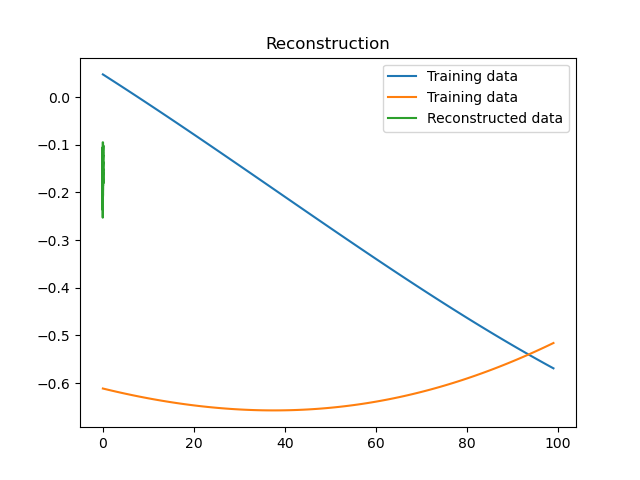 Reconstruction
Training data
Training data
Reconstructed data
0.0
−0.1
−0.2
−0.3
−0.4
−0.5
−0.6
0 20 40 60 80 100